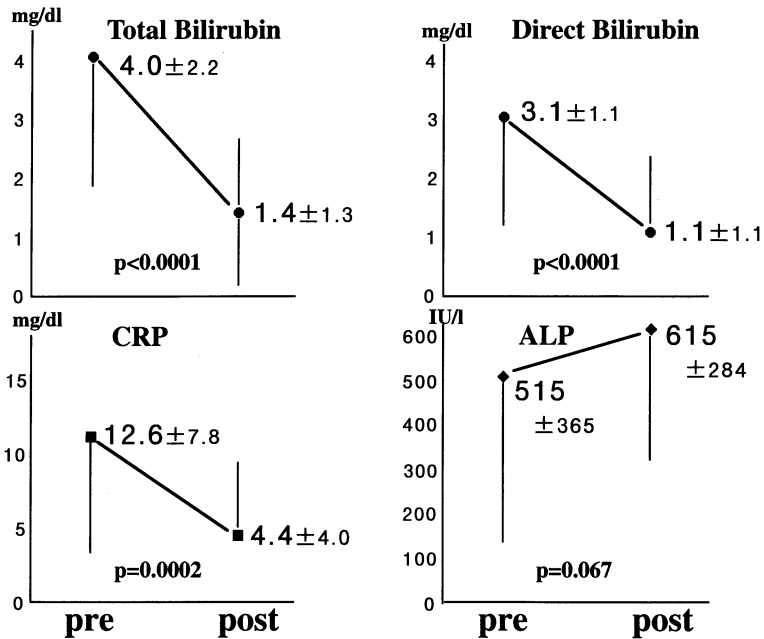 mg/dl
Total Bilirubin
4
3
2
1
0
4.0±2.2
1.4±1.3
p<0.0001
mg/dl
Direct Bilirubin
4
3
2
1
0
3.1±1.1
1.1±1.1
p<0.0001
mg/dl
CRP
15
10
5
0
12.6±7.8
4.4±4.0
p=0.0002
pre
post
IU/l
ALP
600
500
400
300
200
100
0
515
±365
615
±284
p=0.067
pre
post